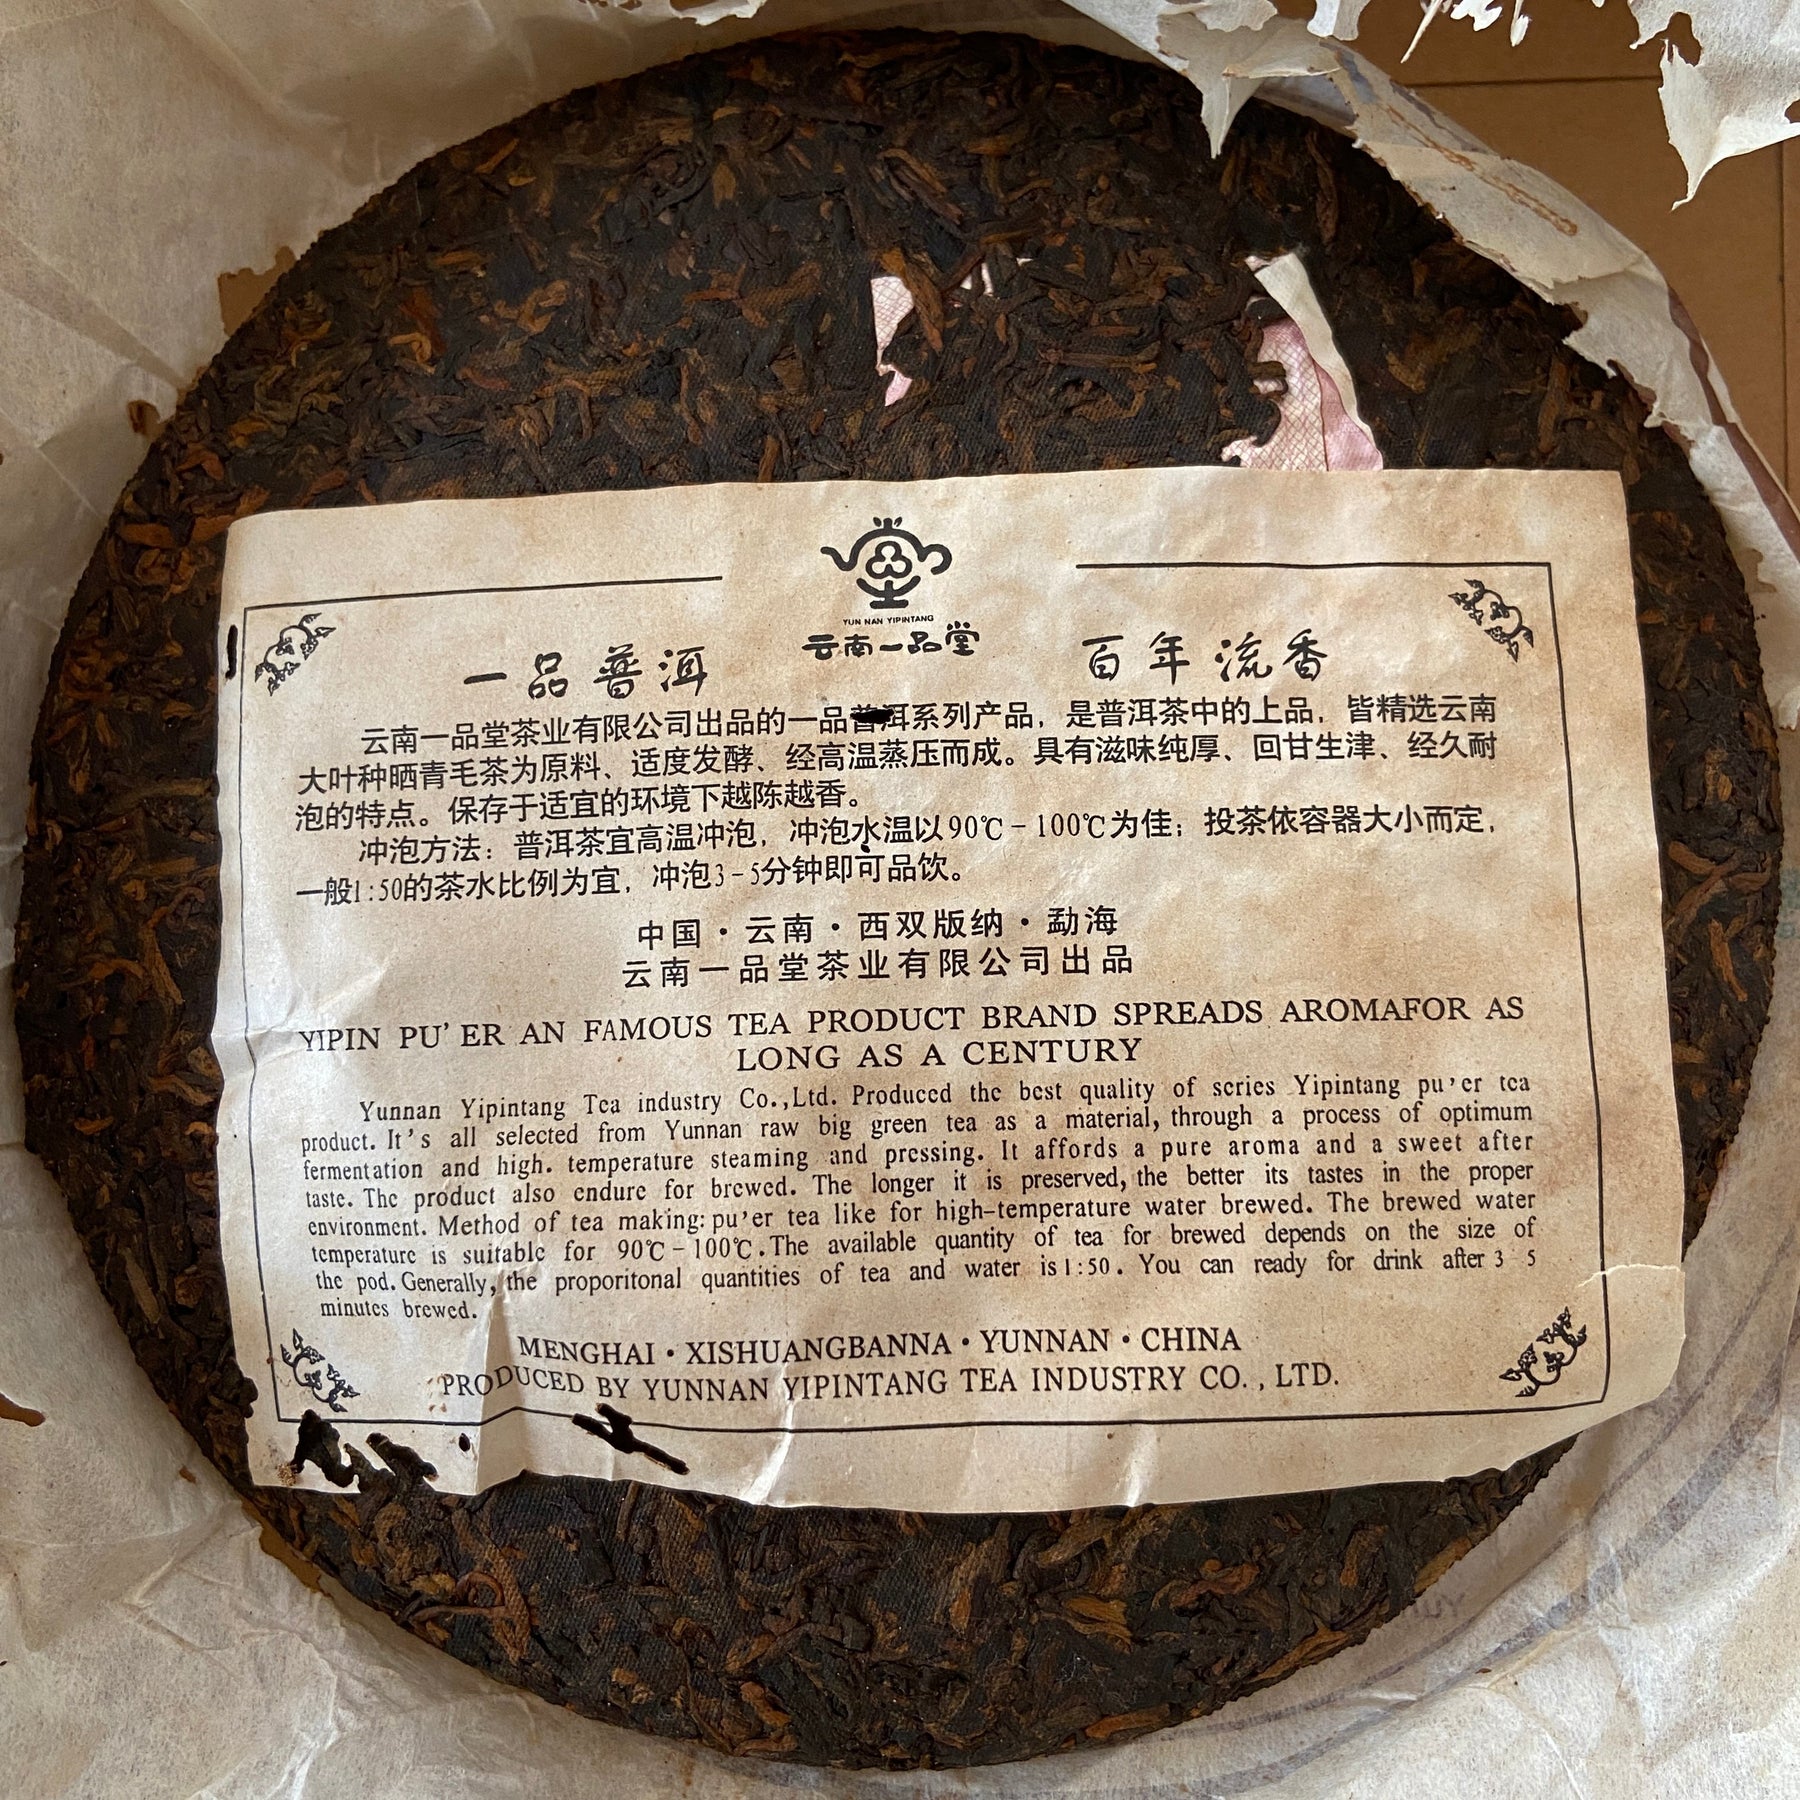 YUN NAN YIPINTANG
云南一品堂
一品普洱 百年流香
云南一品堂茶业有限公司出品的一品普洱系列产品，是普洱茶中的上品，皆精选云南
大叶种晒青毛茶为原料、适度发酵、经高温蒸压而成。具有滋味纯厚、回甘生津、经久耐
泡的特点。保存于适宜的环境下越陈越香。
冲泡方法：普洱茶宜高温冲泡，冲泡水温以90℃－100℃为佳；投茶依容器大小而定，
一般1:50的茶水比例为宜，冲泡3－5分钟即可品饮。
中国·云南·西双版纳·勐海
云南一品堂茶业有限公司出品
YIPIN PU'ER AN FAMOUS TEA PRODUCT BRAND SPREADS AROMAFOR AS
LONG AS A CENTURY
Yunnan Yipintang Tea industry Co.,Ltd. Produced the best quality of series Yipintang pu'er tea
product. It's all selected from Yunnan raw big green tea as a material, through a process of optimum
fermentation and high. temperature steaming and pressing. It affords a pure aroma and a sweet after
taste. The product also endure for brewed. The longer it is preserved, the better its tastes in the proper
environment. Method of tea making: pu'er tea like for high-temperature water brewed. The brewed water
temperature is suitable for 90℃－100℃. The available quantity of tea for brewed depends on the size of
the pod. Generally, the proporitonal quantities of tea and water is 1:50. You can ready for drink after 3 5
minutes brewed.
MENGHAI·XISHUANGBANNA·YUNNAN·CHINA
PRODUCED BY YUNNAN YIPINTANG TEA INDUSTRY CO., LTD.